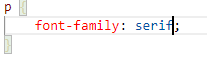 p {
    font-family: serif;
}